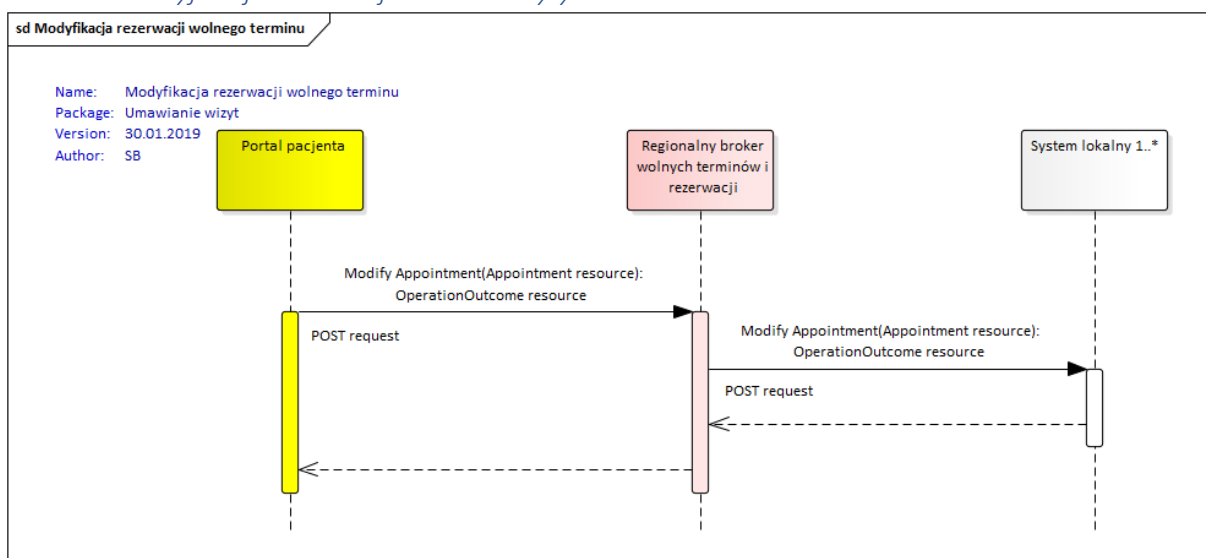 sd Modyfikacja rezerwacji wolnego terminu
Name: Modyfikacja rezerwacji wolnego terminu
Package: Umawianie wizyt
Version: 30.01.2019
Author: SB
Portal pacjenta
Regionalny broker
wolnych terminów i
rezerwacji
System lokalny 1..*
Modify Appointment(Appointment resource):
OperationOutcome resource
POST request
Modify Appointment(Appointment resource):
OperationOutcome resource
POST request